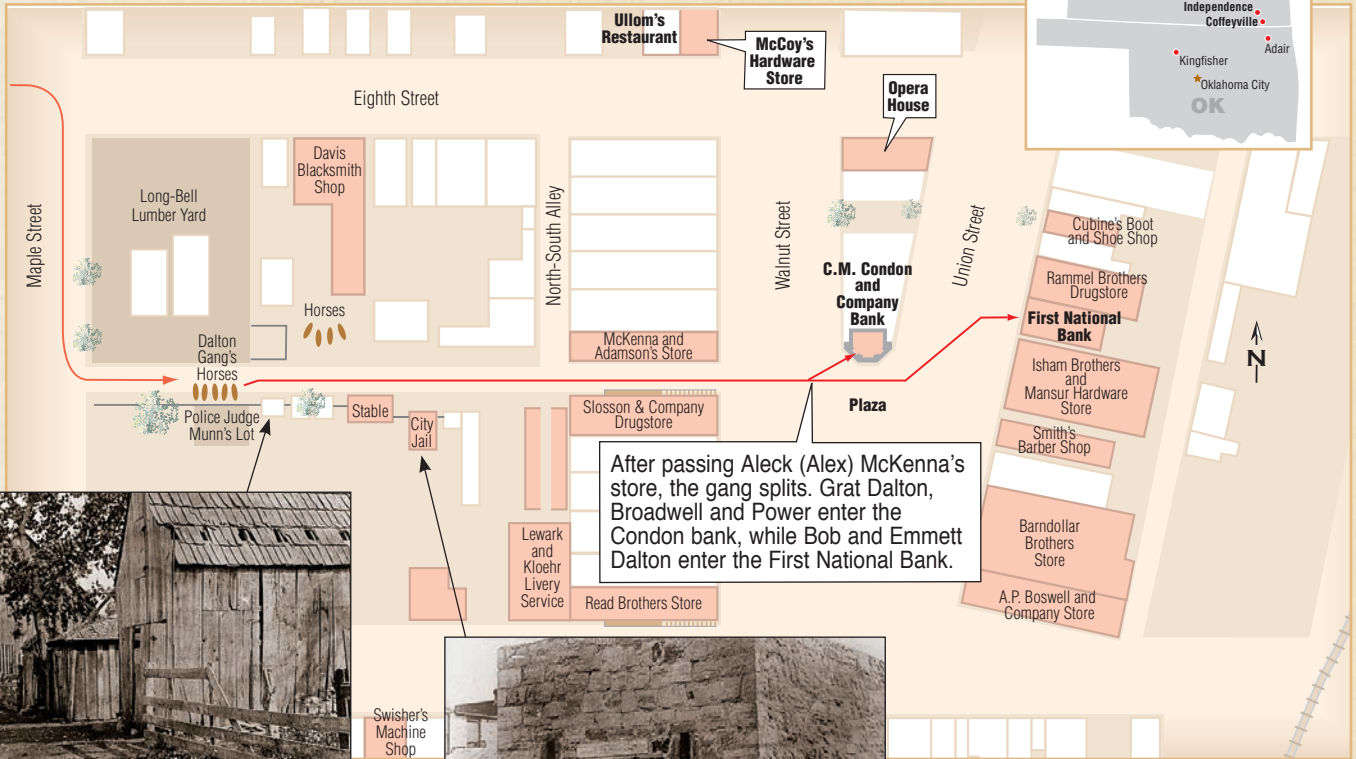 Ullom's
Restaurant
McCoy's
Hardware
Store
Independence
Coffeyville
Adair
Kingfisher
Oklahoma City
OK
Eighth Street
Opera
House
Maple Street
Long-Bell
Lumber Yard
Davis
Blacksmith
Shop
North-South Alley
Walnut Street
Union Street
Cubine's Boot
and Shoe Shop
C.M. Condon
and
Company
Bank
Rammel Brothers
Drugstore
First National
Bank
Horses
McKenna and
Adamson's Store
N
Dalton
Gang's
Horses
Isham Brothers
and
Mansur Hardware
Store
Plaza
Police Judge
Munn's Lot
Stable
City
Jail
Slosson & Company
Drugstore
Smith's
Barber Shop
After passing Aleck (Alex) McKenna's
store, the gang splits. Grat Dalton,
Broadwell and Power enter the
Condon bank, while Bob and Emmett
Dalton enter the First National Bank.
Lewark
and
Kloehr
Livery
Service
Read Brothers Store
Barndollar
Brothers
Store
A.P. Boswell and
Company Store
Swisher's
Machine
Shop